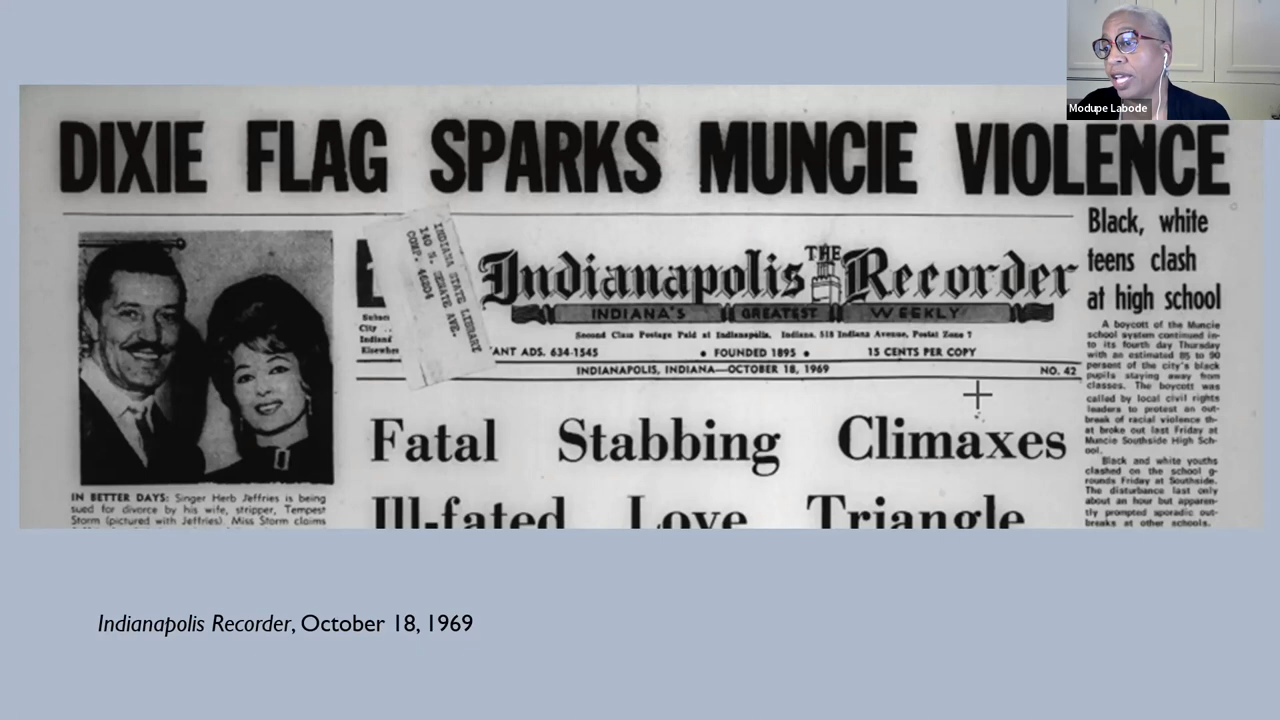 Modupe Labode
DIXIE FLAG SPARKS MUNCIE VIOLENCE
INDIANA STATE LIBRARY
140 N. SENATE AVE.
COMP. 46204
THE
Indianapolis Recorder
INDIANA'S GREATEST WEEKLY
Second Class Postage Paid at Indianapolis, Indiana. 518 Indiana Avenue, Postal Zone 7
City
'ANT ADS. 634-1545 • FOUNDED 1895 • 15 CENTS PER COPY
INDIANAPOLIS, INDIANA—OCTOBER 18, 1969 NO. 42
Fatal Stabbing Climaxes
Ill-fated Love Triangle
IN BETTER DAYS: Singer Herb Jeffries is being
sued for divorce by his wife, stripper, Tempest
Storm (pictured with Jeffries). Miss Storm claims
Black, white
teens clash
at high school
A boycott of the Muncie
school system continued in-
to its fourth day Thursday
with an estimated 85 to 90
percent of the city's black
pupils staying away from
classes. The boycott was
called by local civil rights
leaders to protest an out-
break of racial violence th-
at broke out last Friday at
Muncie Southside High Sch-
ool.
Black and white youths
clashed on the school g-
rounds Friday at Southside.
The disturbance last only
about an hour but apparen-
tly prompted sporadic out-
breaks at other schools.
Indianapolis Recorder, October 18, 1969